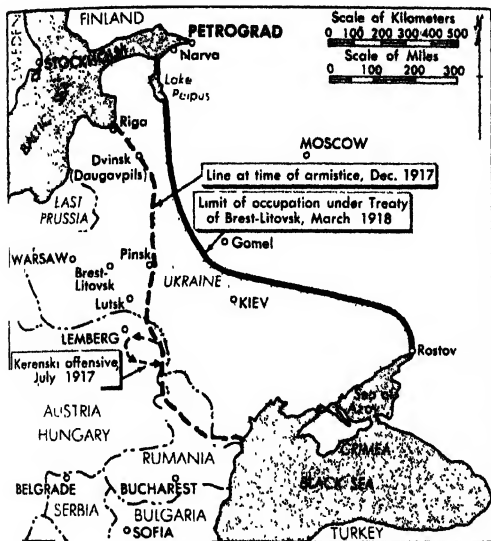 FINLAND
PETROGRAD
Scale of Kilometers
0 100 200 300 400 500
Scale of Miles
0 100 200 300
STOCKHOLM
Narva
Lake
Peipus
BALTIC
Riga
MOSCOW
Dvinsk
(Daugavpils)
Line at time of armistice, Dec. 1917
EAST
PRUSSIA
Limit of occupation under Treaty
of Brest-Litovsk, March 1918
Gomel
WARSAW
Pinsk
Brest-
Litovsk
UKRAINE
KIEV
Lutsk
LEMBERG
Rostov
Kerenski offensive,
July 1917
Sea of
Azov
AUSTRIA
HUNGARY
CRIMEA
RUMANIA
BLACK SEA
BELGRADE
BUCHAREST
SERBIA
BULGARIA
SOFIA
TURKEY